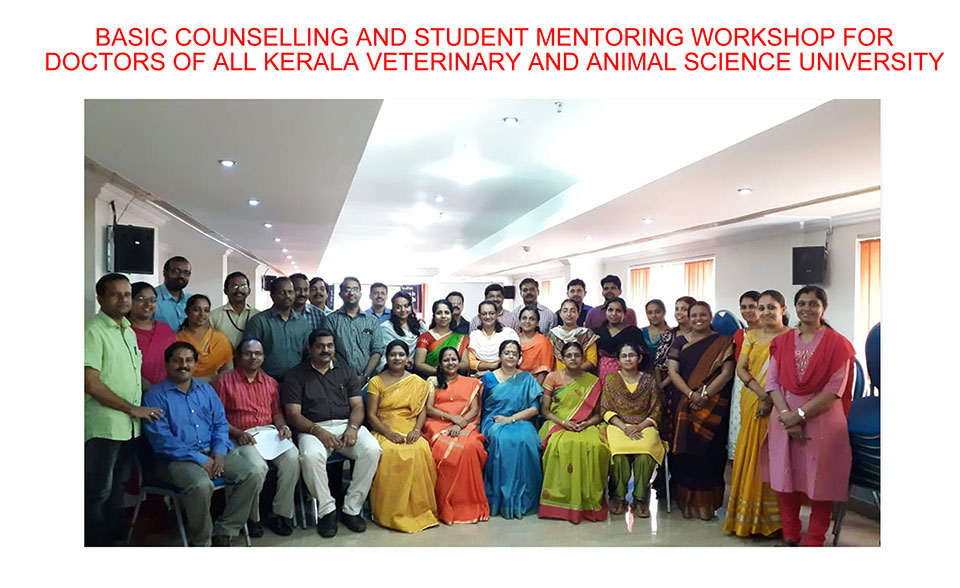 BASIC COUNSELLING AND STUDENT MENTORING WORKSHOP FOR
DOCTORS OF ALL KERALA VETERINARY AND ANIMAL SCIENCE UNIVERSITY